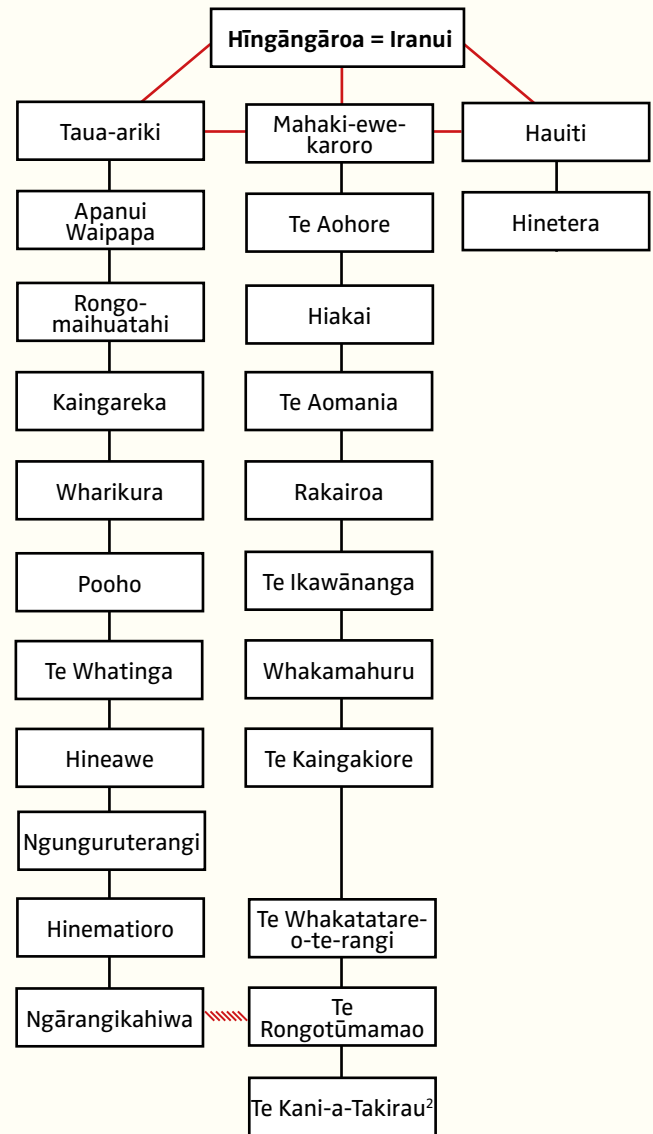 Hīngāngāroa = Iranui
Taua-ariki
Apanui
Waipapa
Rongo-
maihuatahi
Kaingareka
Wharikura
Pooho
Te Whatinga
Hineawe
Ngunguruterangi
Hinematioro
Ngārangikahiwa
Mahaki-ewe-
karoro
Te Aohore
Hiakai
Te Aomania
Rakairoa
Te Ikawānanga
Whakamahuru
Te Kaingakiore
Te Whakatatare-
o-te-rangi
Te
Rongotūmamao
Te Kani-a-Takirau²
Hauiti
Hinetera